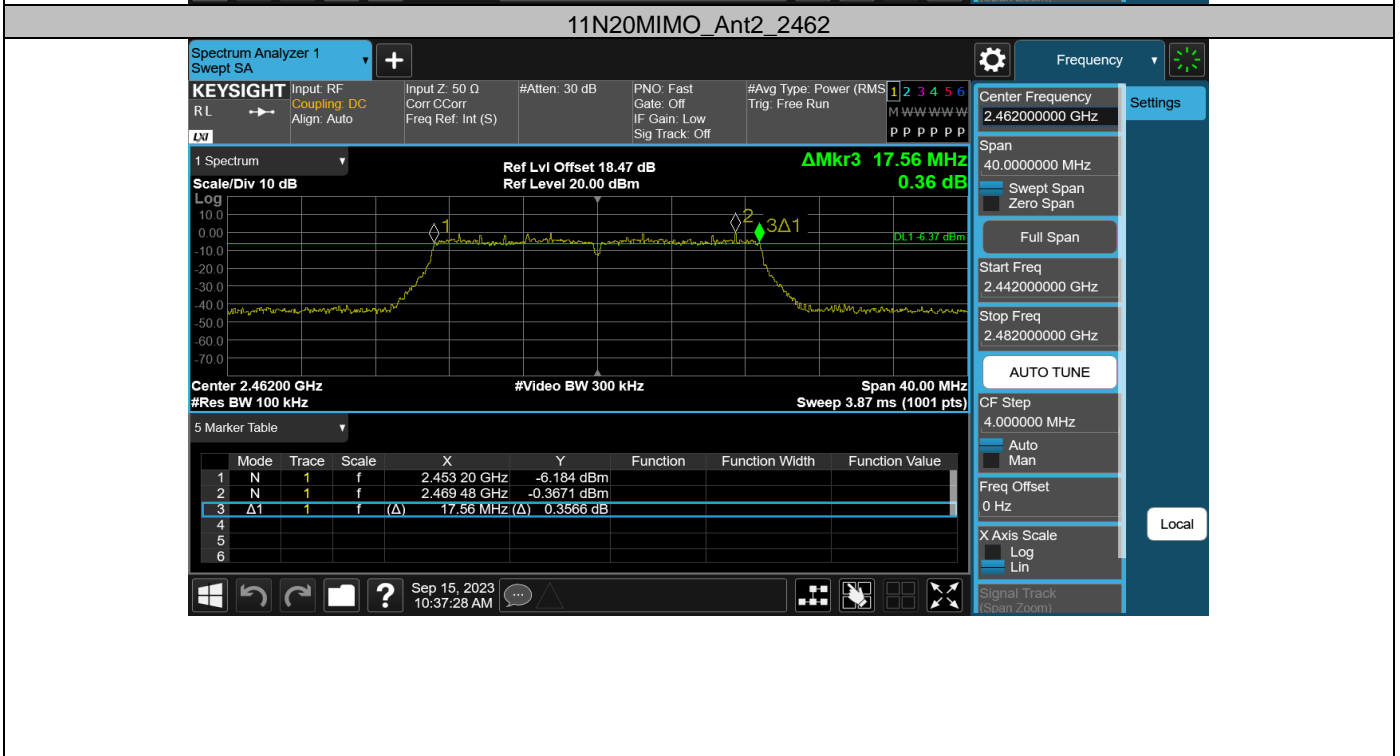 11N20MIMO_Ant2_2462
Spectrum Analyzer 1
Swept SA
Frequency
KEYSIGHT
RL
LXI
Input: RF
Coupling: DC
Align: Auto
Input Z: 50 Ω
Corr CCorr
Freq Ref: Int (S)
#Atten: 30 dB
PNO: Fast
Gate: Off
IF Gain: Low
Sig Track: Off
#Avg Type: Power (RMS
Trig: Free Run
1 2 3 4 5 6
M W W W W W
P P P P P P
1 Spectrum
Scale/Div 10 dB
Ref Lvl Offset 18.47 dB
Ref Level 20.00 dBm
ΔMkr3 17.56 MHz
0.36 dB
Log
10.0
0.00
-10.0
-20.0
-30.0
-40.0
-50.0
-60.0
-70.0
1
2
3Δ1
DL1 -6.37 dBm
Center 2.46200 GHz
#Video BW 300 kHz
Span 40.00 MHz
#Res BW 100 kHz
Sweep 3.87 ms (1001 pts)
5 Marker Table
Mode Trace Scale X Y Function Function Width Function Value
1 N 1 f 2.453 20 GHz -6.184 dBm
2 N 1 f 2.469 48 GHz -0.3671 dBm
3 Δ1 1 f (Δ) 17.56 MHz (Δ) 0.3566 dB
4
5
6
Sep 15, 2023
10:37:28 AM
Center Frequency
2.462000000 GHz
Settings
Span
40.0000000 MHz
Swept Span
Zero Span
Full Span
Start Freq
2.442000000 GHz
Stop Freq
2.482000000 GHz
AUTO TUNE
CF Step
4.000000 MHz
Auto
Man
Freq Offset
0 Hz
Local
X Axis Scale
Log
Lin
Signal Track
(Span Zoom)